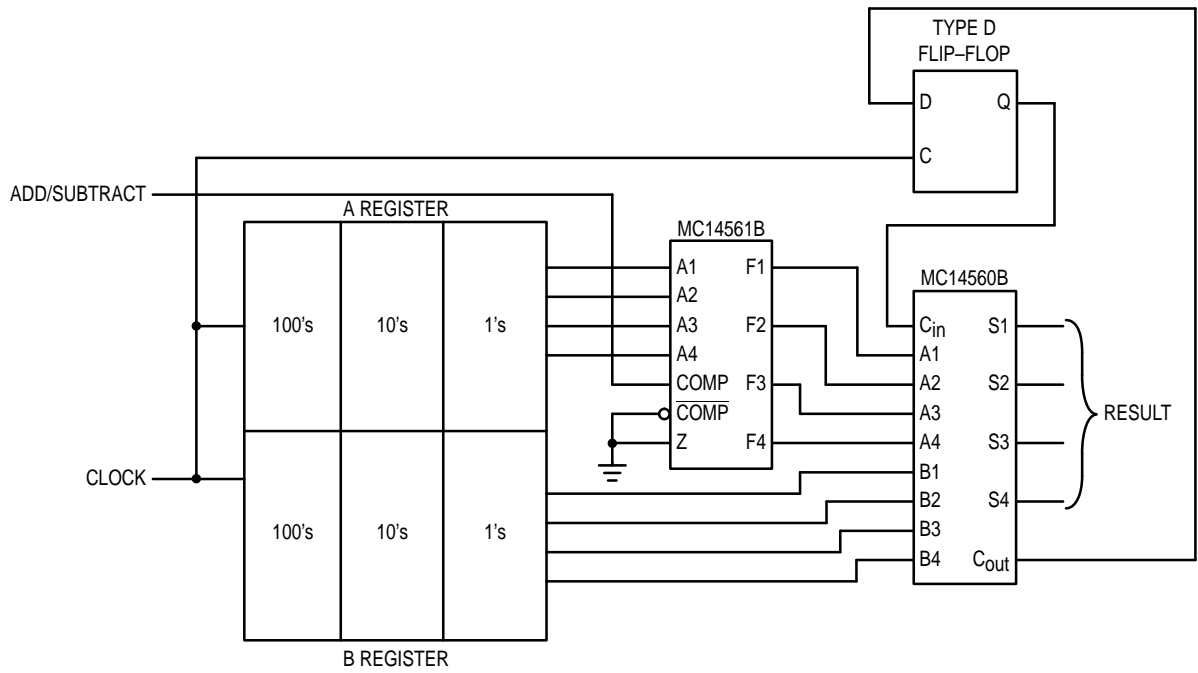 TYPE D
FLIP–FLOP
D
Q
C
ADD/SUBTRACT
A REGISTER
100's
10's
1's
CLOCK
100's
10's
1's
B REGISTER
MC14561B
A1
F1
A2
A3
F2
A4
COMP
F3
COMP
Z
F4
MC14560B
Cin
S1
A1
A2
S2
A3
A4
S3
B1
B2
S4
B3
B4
Cout
RESULT